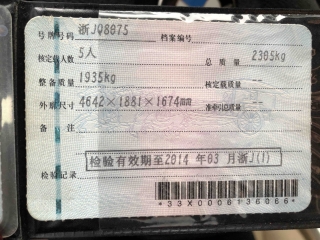 号牌号码 浙JQ8875 档案编号
核定载人数 5人 总质量 2305kg
整备质量 1935kg 核定载质量 --
外廓尺寸 4642×1881×1674mm 准牵引总质量 --
备注
检验有效期至2014 年03 月浙J(1)
检验记录
*33X0006136066*